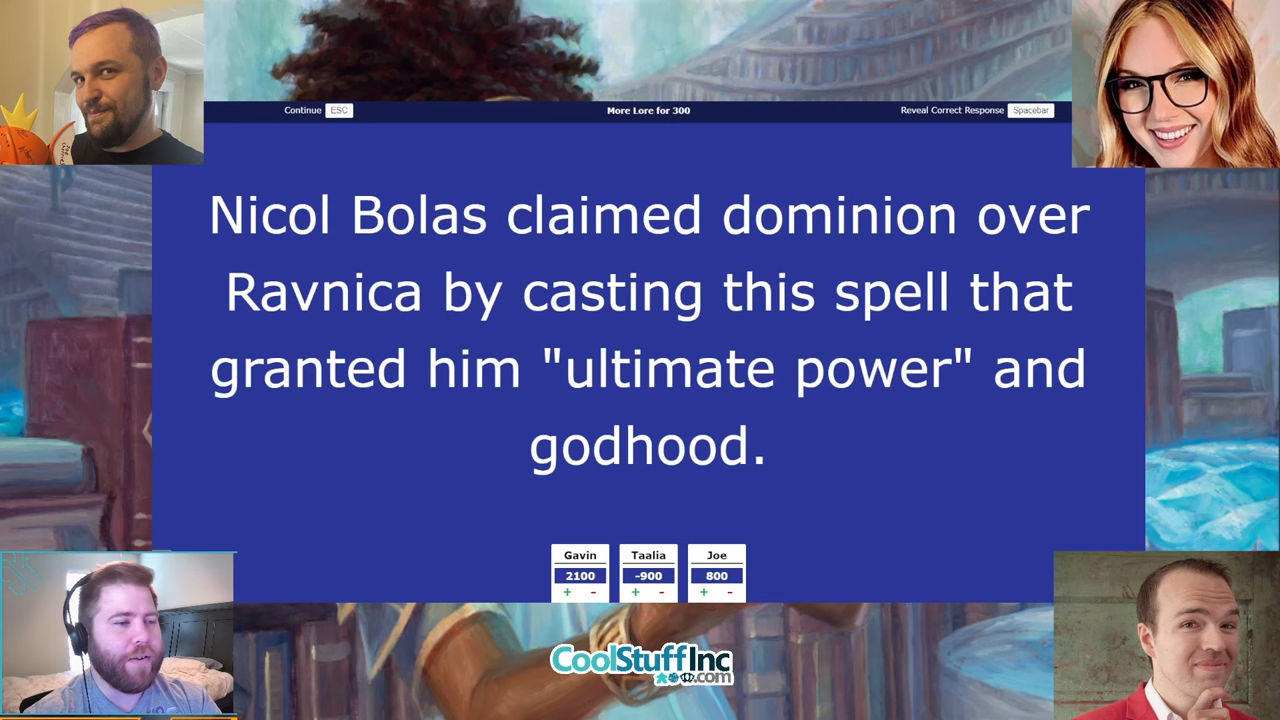 Continue ESC
More Lore for 300
Reveal Correct Response Spacebar
Nicol Bolas claimed dominion over
Ravnica by casting this spell that
granted him "ultimate power" and
godhood.
Gavin Taalia Joe
2100 -900 800
+ - + - + -
CoolStuffInc
.com